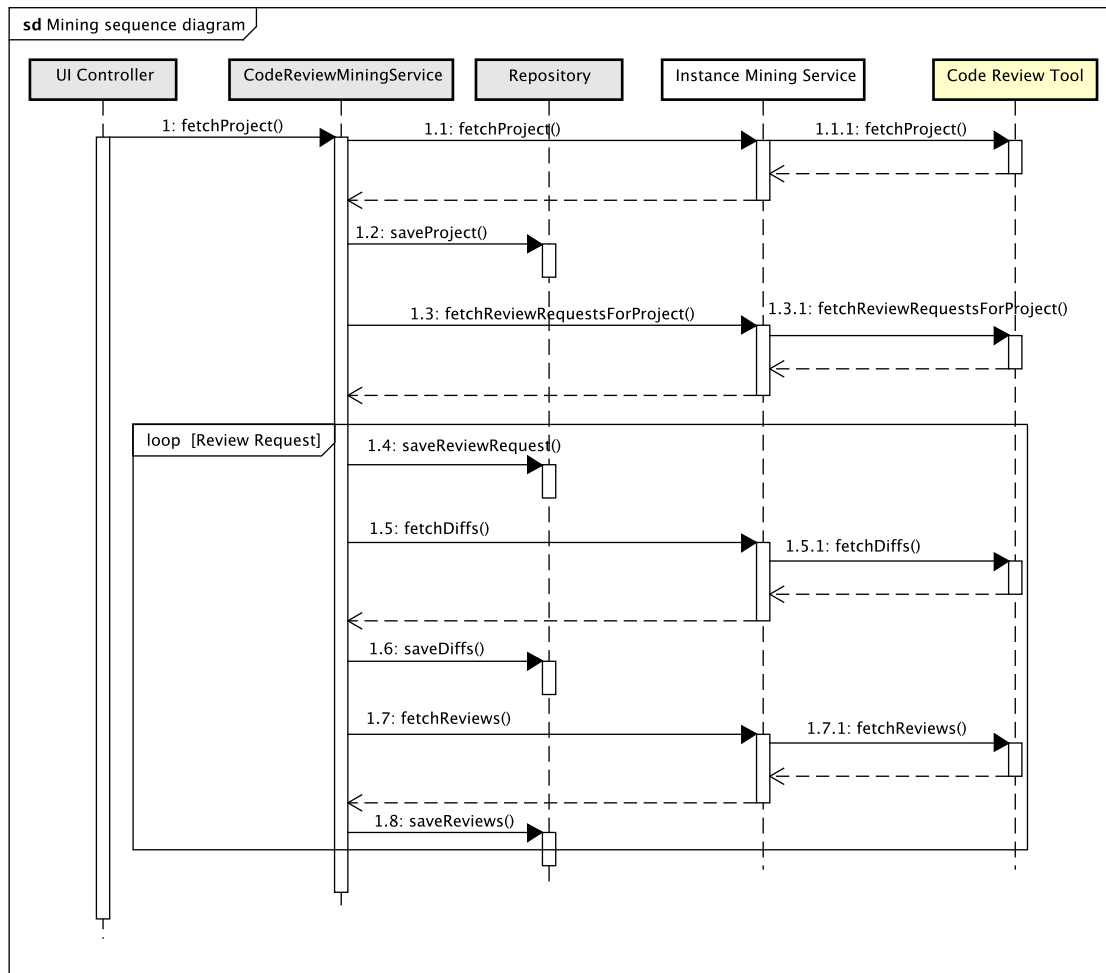 sd Mining sequence diagram
UI Controller
CodeReviewMiningService
Repository
Instance Mining Service
Code Review Tool
1: fetchProject()
1.1: fetchProject()
1.1.1: fetchProject()
1.2: saveProject()
1.3: fetchReviewRequestsForProject()
1.3.1: fetchReviewRequestsForProject()
loop [Review Request]
1.4: saveReviewRequest()
1.5: fetchDiffs()
1.5.1: fetchDiffs()
1.6: saveDiffs()
1.7: fetchReviews()
1.7.1: fetchReviews()
1.8: saveReviews()